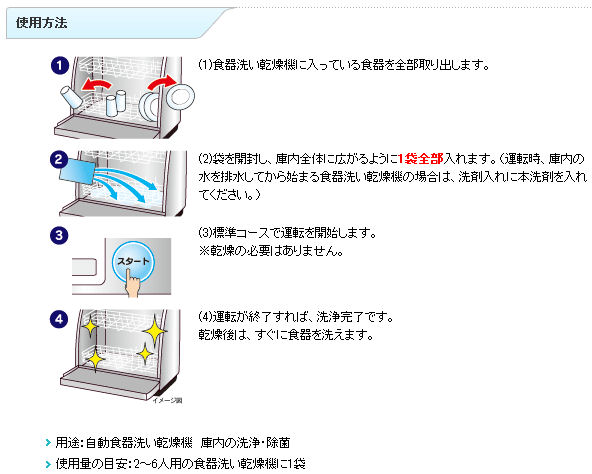 使用方法
1
(1)食器洗い乾燥機に入っている食器を全部取り出します。
2
(2)袋を開封し、庫内全体に広がるように1袋全部入れます。(運転時、庫内の
水を排水してから始まる食器洗い乾燥機の場合は、洗剤入れに本洗剤を入れ
てください。)
3
スタート
(3)標準コースで運転を開始します。
※乾燥の必要はありません。
4
(4)運転が終了すれば、洗浄完了です。
乾燥後は、すぐに食器を洗えます。
イメージ図
用途:自動食器洗い乾燥機 庫内の洗浄・除菌
使用量の目安:2～6人用の食器洗い乾燥機に1袋